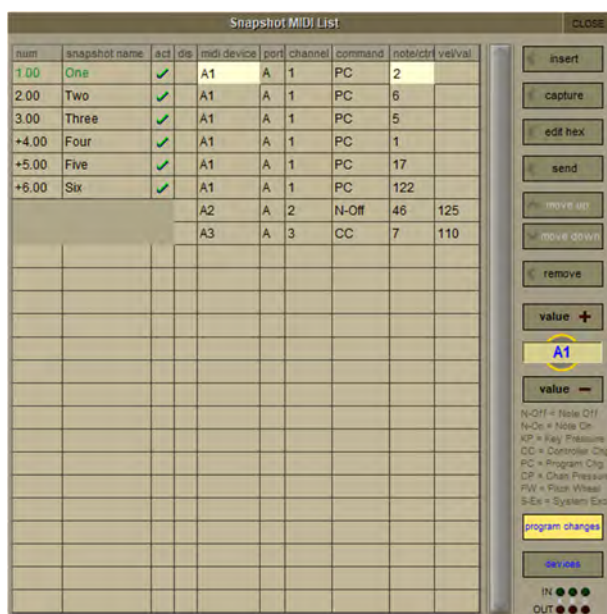 Snapshot MIDI List CLOSE
num snapshot name act dis midi device port channel command note/ctrl vel/val
1.00 One A1 A 1 PC 2
2.00 Two A1 A 1 PC 6
3.00 Three A1 A 1 PC 5
+4.00 Four A1 A 1 PC 1
+5.00 Five A1 A 1 PC 17
+6.00 Six A1 A 1 PC 122
A2 A 2 N-Off 46 125
A3 A 3 CC 7 110
insert
capture
edit hex
send
move up
move down
remove
value +
A1
value −
N-Off = Note Off
N-On = Note On
KP = Key Pressure
CC = Controller Chg
PC = Program Chg
CP = Chan Pressure
PW = Pitch Wheel
S-Ex = System Exc
program changes
devices
IN
OUT